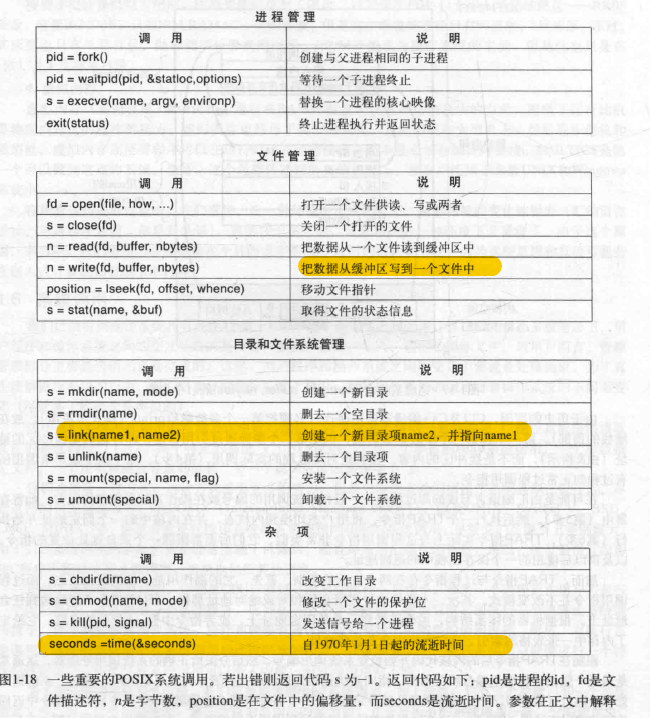 进程管理
调 用 说 明
pid = fork() 创建与父进程相同的子进程
pid = waitpid(pid, &statloc,options) 等待一个子进程终止
s = execve(name, argv, environp) 替换一个进程的核心映像
exit(status) 终止进程执行并返回状态
文件管理
调 用 说 明
fd = open(file, how, ...) 打开一个文件供读、写或两者
s = close(fd) 关闭一个打开的文件
n = read(fd, buffer, nbytes) 把数据从一个文件读到缓冲区中
n = write(fd, buffer, nbytes) 把数据从缓冲区写到一个文件中
position = lseek(fd, offset, whence) 移动文件指针
s = stat(name, &buf) 取得文件的状态信息
目录和文件系统管理
调 用 说 明
s = mkdir(name, mode) 创建一个新目录
s = rmdir(name) 删去一个空目录
s = link(name1, name2) 创建一个新目录项name2，并指向name1
s = unlink(name) 删去一个目录项
s = mount(special, name, flag) 安装一个文件系统
s = umount(special) 卸载一个文件系统
杂 项
调 用 说 明
s = chdir(dirname) 改变工作目录
s = chmod(name, mode) 修改一个文件的保护位
s = kill(pid, signal) 发送信号给一个进程
seconds =time(&seconds) 自1970年1月1日起的流逝时间
图1-18 一些重要的POSIX系统调用。若出错则返回代码 s 为−1。返回代码如下：pid是进程的id，fd是文
件描述符，n是字节数，position是在文件中的偏移量，而seconds是流逝时间。参数在正文中解释